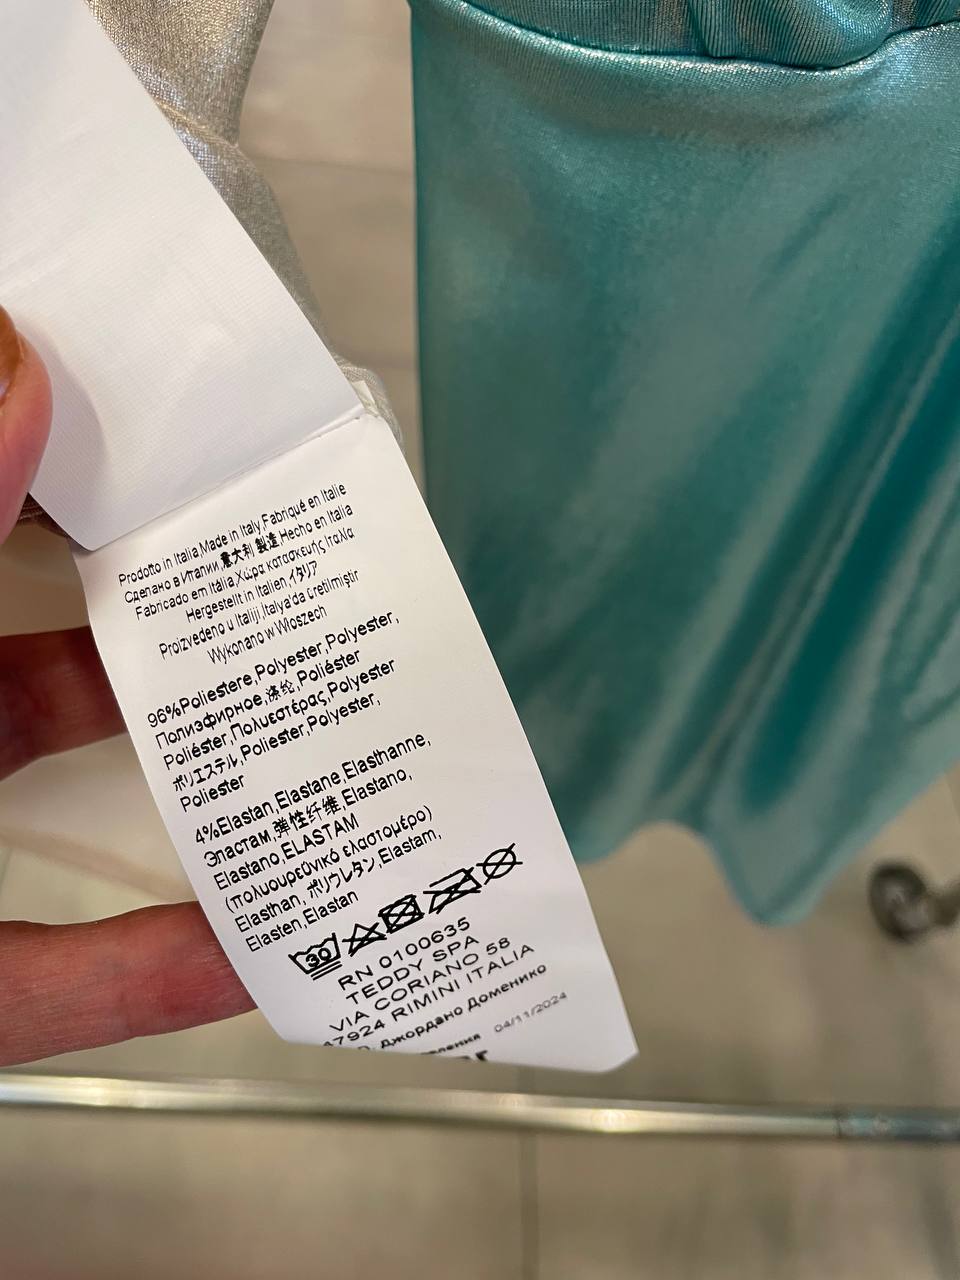 Prodotto in Italia,Made in Italy,Fabriqué en Italie
Сделано в Италии,意大利 製造,Hecho en Italia
Fabricado em Itália,Χώρα κατασκευής Ιταλία
Hergestellt in Italien,イタリア
Proizvedeno u Italiji,İtalya'da üretilmiştir
Wykonano w Włoszech
96%Poliestere,Polyester,Polyester,
Полиэфирное,涤纶,Poliéster
Poliéster,Πολυεστέρας,Polyester
ポリエステル,Poliester,Polyester,
Poliester
4%Elastan,Elastane,Elasthanne,
Эластам,弹性纤维,Elastano,
Elastano,ELASTAM
(πολυουρεϋνικό ελαστομερο)
Elasthan, ポリウレタン,Elastam,
Elasten,Elastan
30
RN 0100635
TEDDY SPA
VIA CORIANO 58
47924 RIMINI ITALIA
Джордано Доменико
04/11/2024